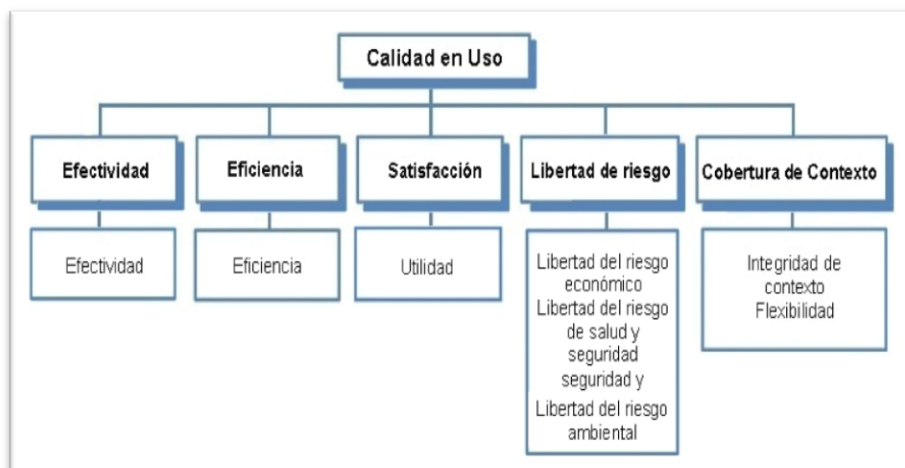 Calidad en Uso
Efectividad
Eficiencia
Satisfacción
Libertad de riesgo
Cobertura de Contexto
Efectividad
Eficiencia
Utilidad
Libertad del riesgo
económico
Libertad del riesgo
de salud y
seguridad
seguridad y
Libertad del riesgo
ambiental
Integridad de
contexto
Flexibilidad